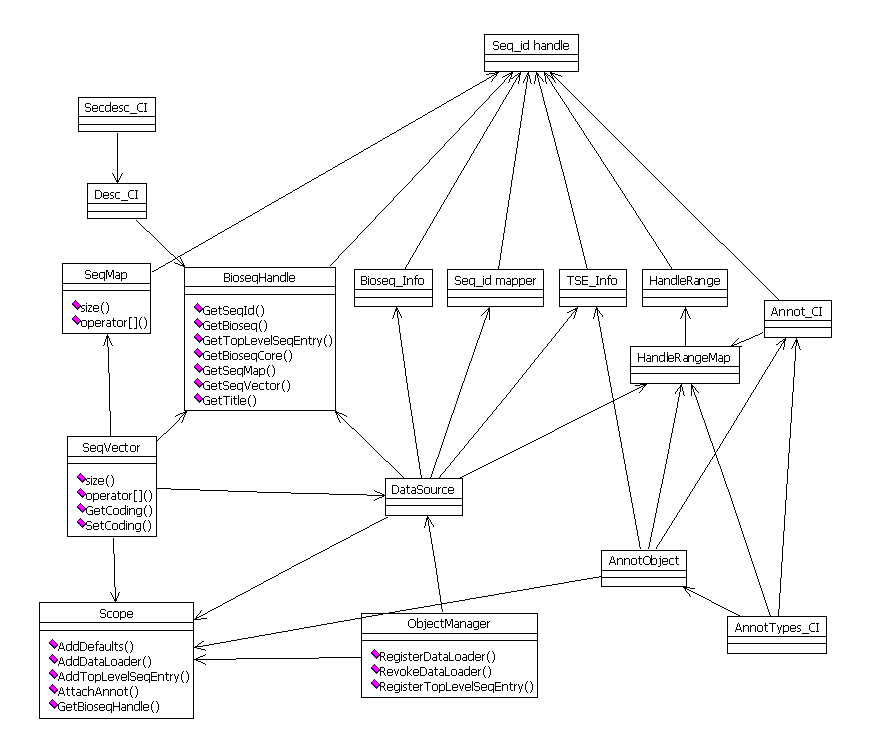 Seq_id handle
Secdesc_CI
Desc_CI
SeqMap
size()
operator[]()
BioseqHandle
GetSeqId()
GetBioseq()
GetTopLevelSeqEntry()
GetBioseqCore()
GetSeqMap()
GetSeqVector()
GetTitle()
Bioseq_Info
Seq_id mapper
TSE_Info
HandleRange
Annot_CI
HandleRangeMap
SeqVector
size()
operator[]()
GetCoding()
SetCoding()
DataSource
AnnotObject
AnnotTypes_CI
Scope
AddDefaults()
AddDataLoader()
AddTopLevelSeqEntry()
AttachAnnot()
GetBioseqHandle()
ObjectManager
RegisterDataLoader()
RevokeDataLoader()
RegisterTopLevelSeqEntry()